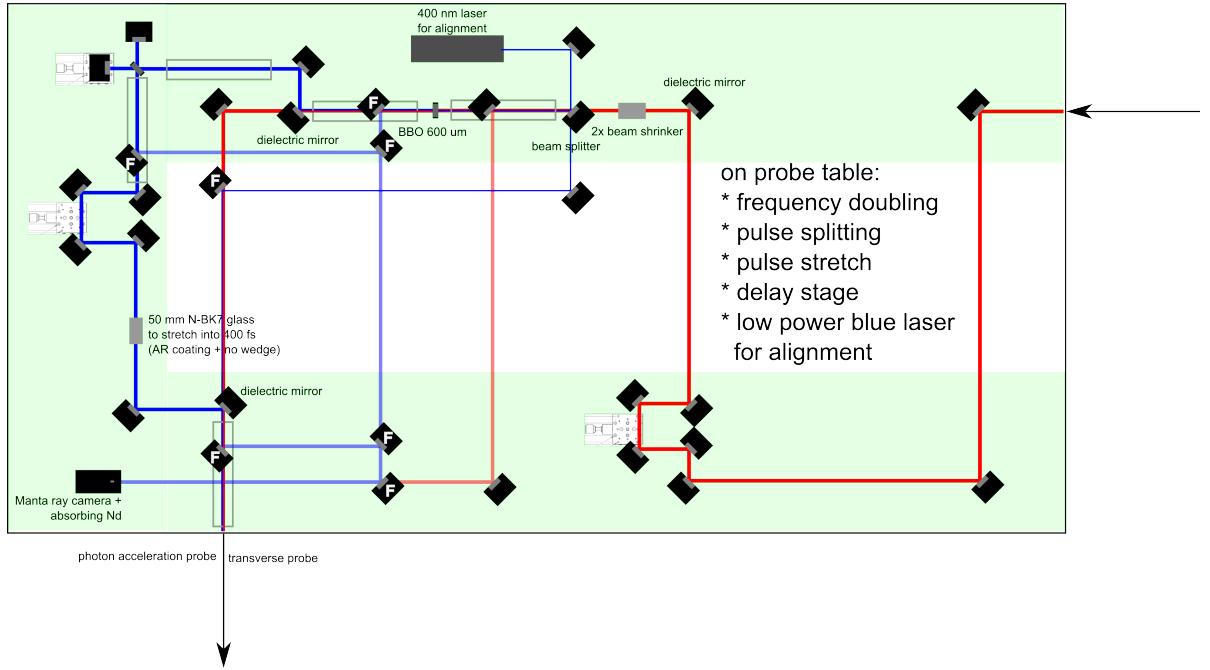 400 nm laser
for alignment
dielectric mirror
F
BBO 600 um
2x beam shrinker
dielectric mirror
beam splitter
F
F
F
on probe table:
* frequency doubling
* pulse splitting
* pulse stretch
* delay stage
* low power blue laser
for alignment
50 mm N-BK7 glass
to stretch into 400 fs
(AR coating + no wedge)
dielectric mirror
F
F
F
Manta ray camera +
absorbing Nd
photon acceleration probe
transverse probe